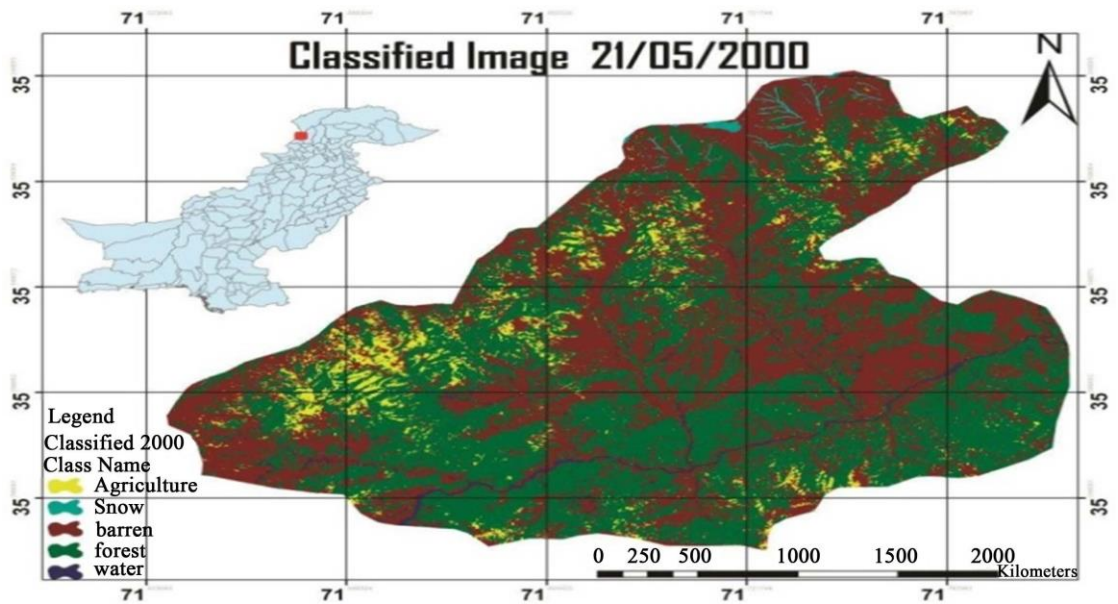 71 71 71 71 71
Classified Image 21/05/2000
N
35 35
35 35
35 35
35 35
35 35
Legend
Classified 2000
Class Name
Agriculture
Snow
barren
forest
water
0 250 500 1000 1500 2000
Kilometers
71 71 71 71 71